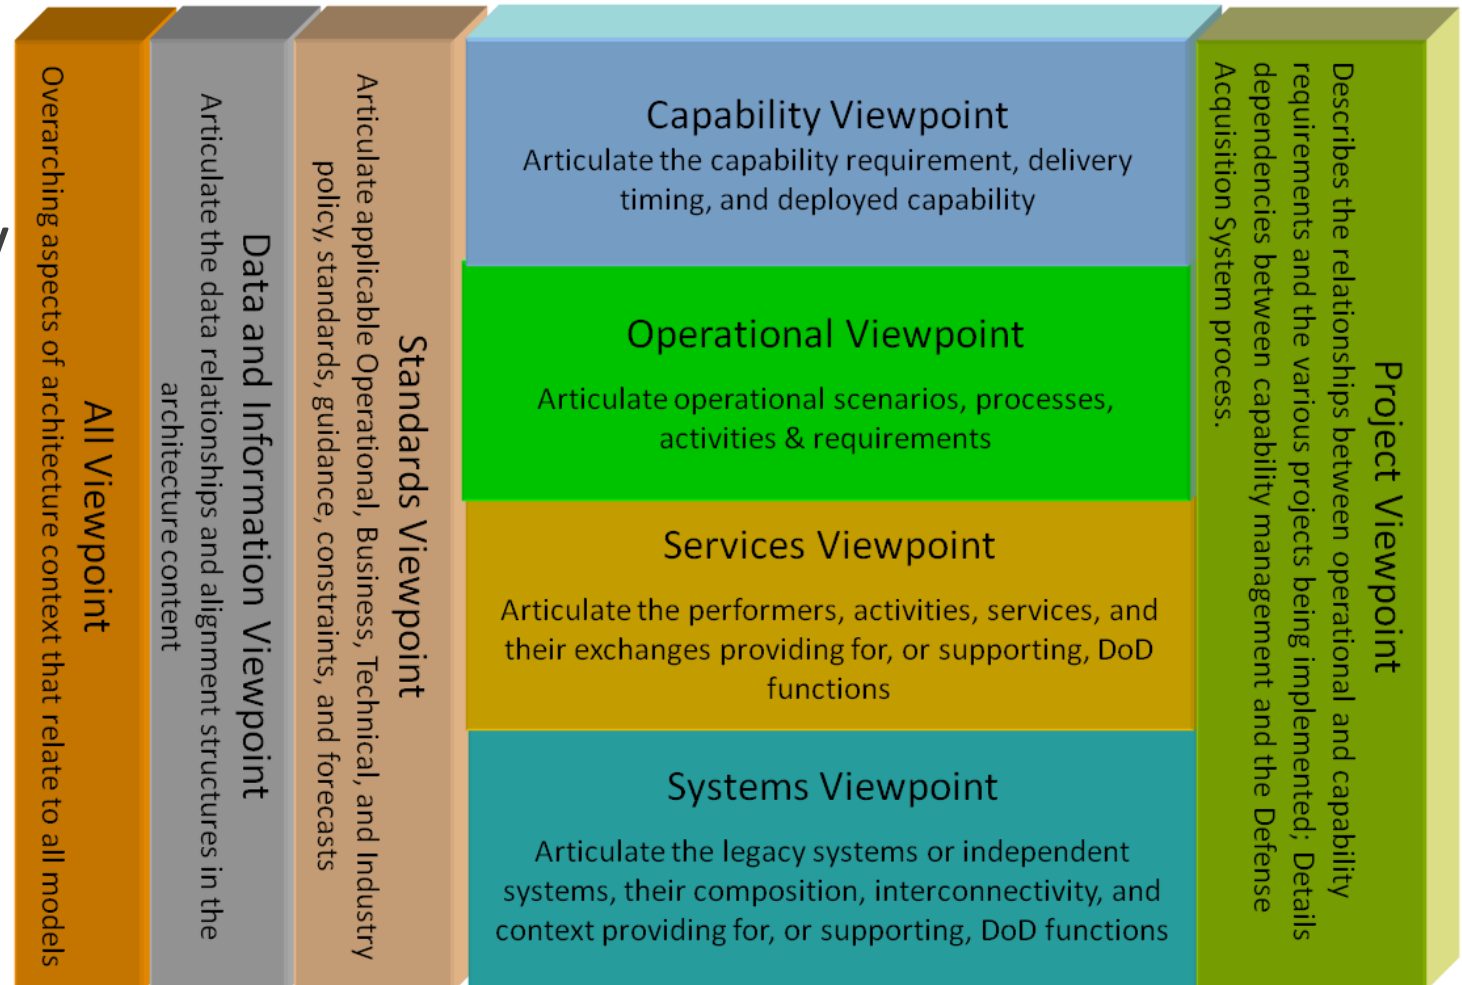 All Viewpoint
Overarching aspects of architecture context that relate to all models
Data and Information Viewpoint
Articulate the data relationships and alignment structures in the
architecture content
Standards Viewpoint
Articulate applicable Operational, Business, Technical, and Industry
policy, standards, guidance, constraints, and forecasts
Capability Viewpoint
Articulate the capability requirement, delivery
timing, and deployed capability
Operational Viewpoint
Articulate operational scenarios, processes,
activities & requirements
Services Viewpoint
Articulate the performers, activities, services, and
their exchanges providing for, or supporting, DoD
functions
Systems Viewpoint
Articulate the legacy systems or independent
systems, their composition, interconnectivity, and
context providing for, or supporting, DoD functions
Project Viewpoint
Describes the relationships between operational and capability
requirements and the various projects being implemented; Details
dependencies between capability management and the Defense
Acquisition System process.